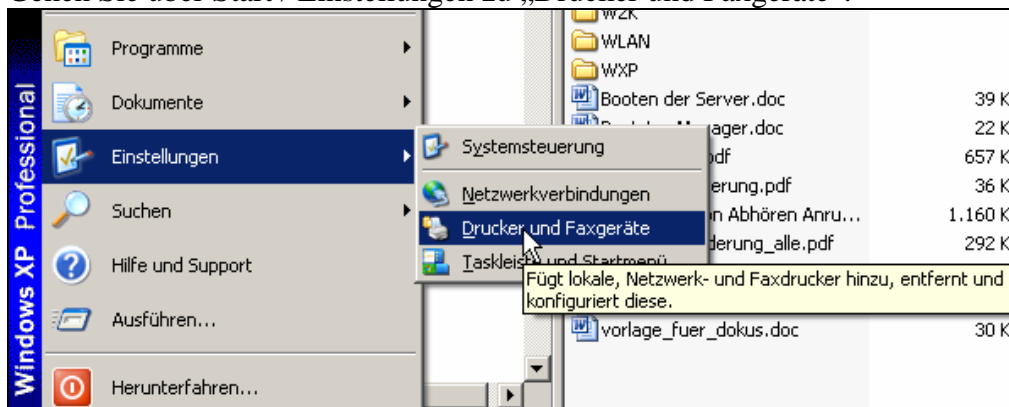 Gehen Sie über Start / Einstellungen zu „Drucker und Faxgeräte“.
W2K
WLAN
WXP
Booten der Server.doc 39 K
ager.doc 22 K
df 657 K
erung.pdf 36 K
n Abhören Anru... 1.160 K
derung_alle.pdf 292 K
vorlage_fuer_dokus.doc 30 K
Windows XP Professional
Programme
Dokumente
Einstellungen
Suchen
Hilfe und Support
Ausführen...
Herunterfahren...
Systemsteuerung
Netzwerkverbindungen
Drucker und Faxgeräte
Taskleiste und Startmenü
Fügt lokale, Netzwerk- und Faxdrucker hinzu, entfernt und
konfiguriert diese.